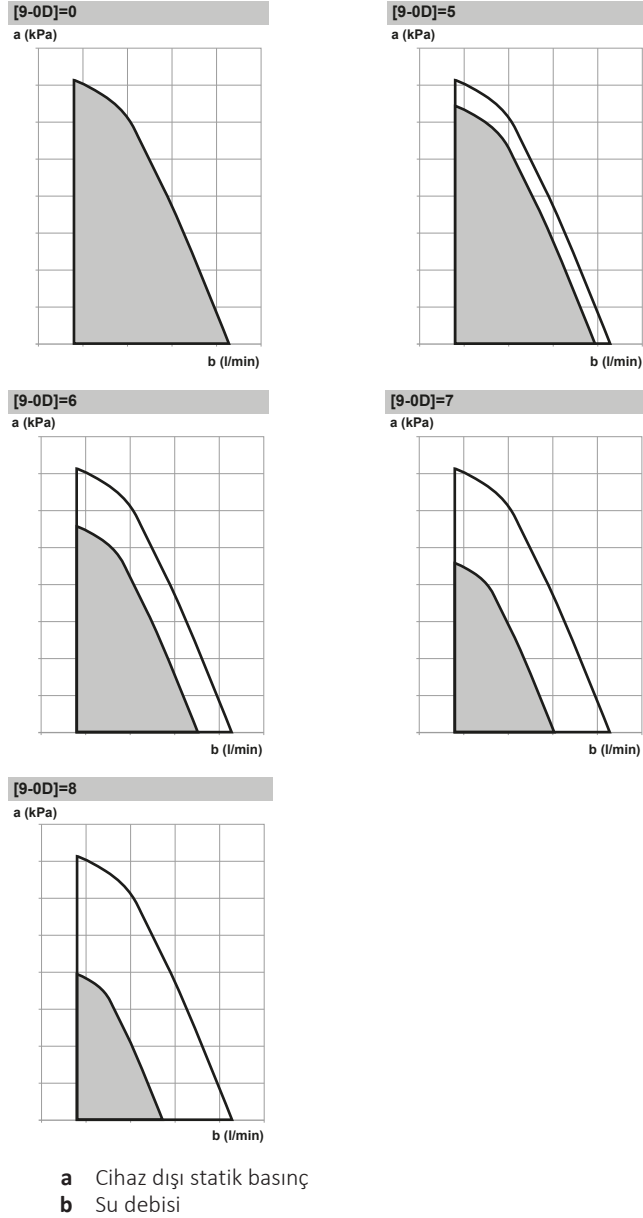 [9-0D]=0
a (kPa)
b (l/min)
[9-0D]=5
a (kPa)
b (l/min)
[9-0D]=6
a (kPa)
b (l/min)
[9-0D]=7
a (kPa)
b (l/min)
[9-0D]=8
a (kPa)
b (l/min)
a Cihaz dışı statik basınç
b Su debisi